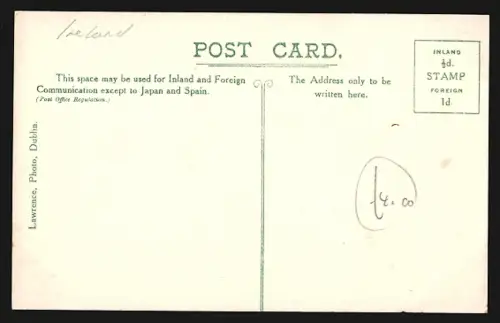 Ireland
POST CARD.
This space may be used for Inland and Foreign
Communication except to Japan and Spain.
(Post Office Regulation.)
The Address only to be
written here.
INLAND
½d.
STAMP
FOREIGN
1d.
Lawrence, Photo, Dublin.
4.00